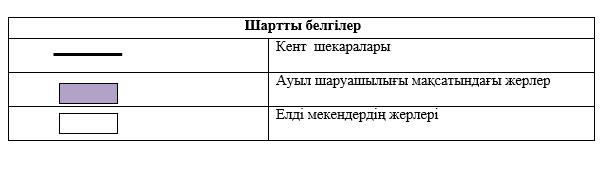 Шартты белгілер
Кент шекаралары
Ауыл шаруашылығы мақсатындағы жерлер
Елді мекендердің жерлері